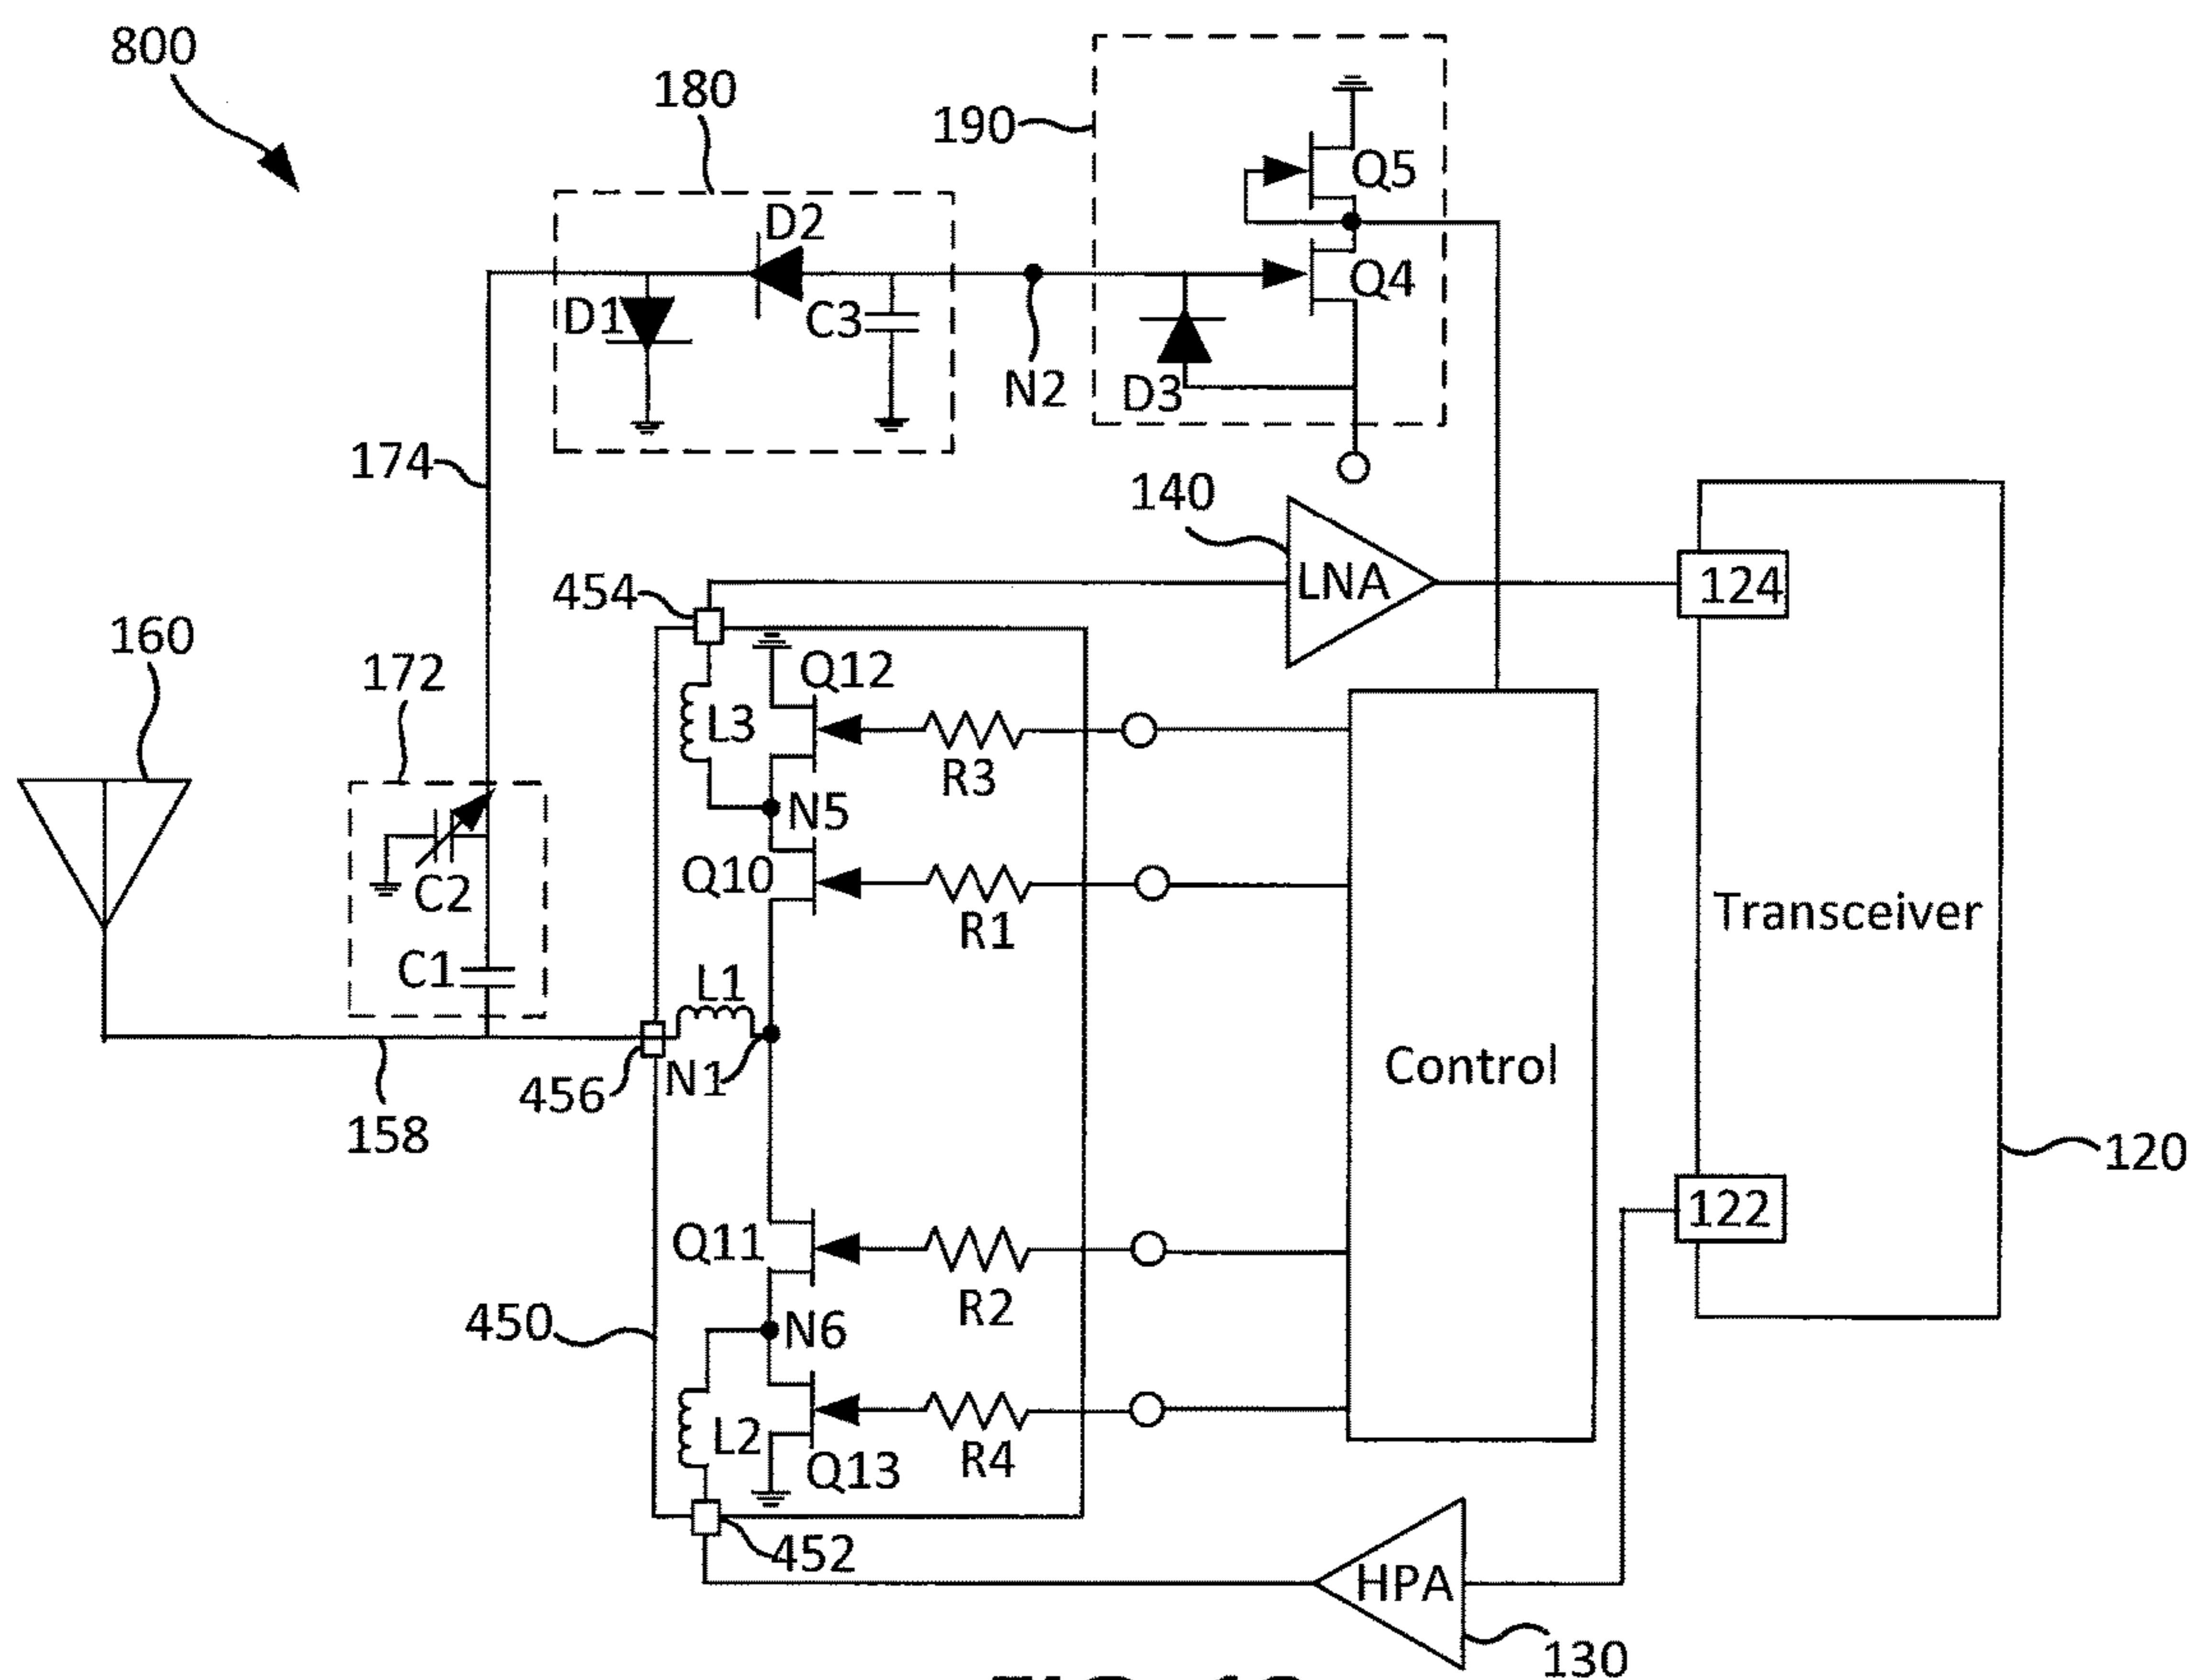 800
180
190
Q5
D2
Q4
D1
C3
N2
D3
174
140
LNA
124
454
160
172
Q12
L3
R3
N5
Q10
C2
R1
Transceiver
C1
L1
Control
N1
456
158
120
122
Q11
R2
450
N6
L2
R4
Q13
452
HPA
130